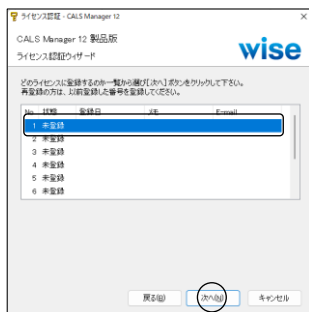 ライセンス認証 - CALS Manager 12
CALS Manager 12 製品版
ライセンス認証ウィザード
wise
どのライセンスに登録するのか一覧から選び[次へ]ボタンをクリックして下さい。
再登録の方は、以前登録した番号を登録してください。
No 状態 登録日 メモ E-mail
1 未登録
2 未登録
3 未登録
4 未登録
5 未登録
6 未登録
戻る(B) 次へ(N) キャンセル